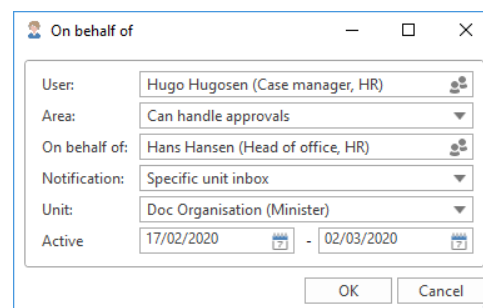 On behalf of
User: Hugo Hugosen (Case manager, HR)
Area: Can handle approvals
On behalf of: Hans Hansen (Head of office, HR)
Notification: Specific unit inbox
Unit: Doc Organisation (Minister)
Active 17/02/2020 - 02/03/2020
OK Cancel